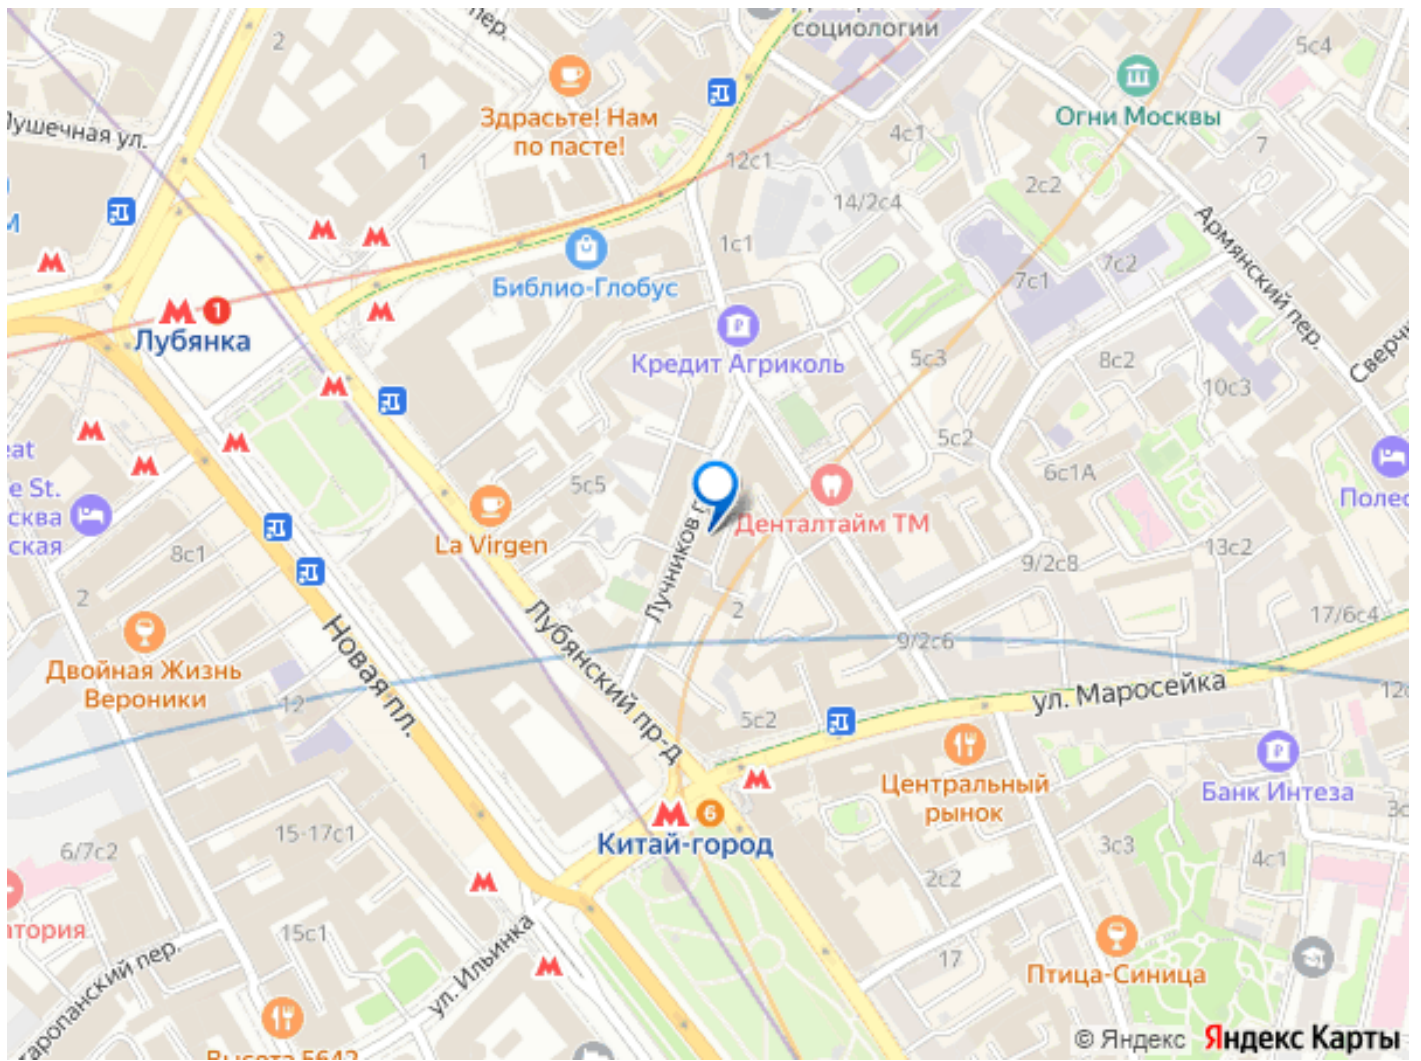 пер.
социологии
5с4
2
Здрасьте! Нам
по пасте!
Огни Москвы
Пушечная ул.
1
12с1
4с1
7
14/2с4
2с2
Армянский пер.
1с1
7с1
7с2
Библио-Глобус
1
Лубянка
Кредит Агриколь
5с3
8с2
10с3
5с2
6с1А
5с5
La Virgen
Лучников
Денталтайм ТМ
e St.
8с1
9/2с8
13с2
2
2
17/6с4
Двойная Жизнь
Вероники
12
Новая пл.
Лубянский пр-д
9/2с6
ул. Маросейка
5с2
Центральный
рынок
Банк Интеза
6
Китай-город
15-17с1
6/7с2
3с3
4с1
2с2
15с1
ул. Ильинка
17
Птица-Синица
© Яндекс Яндекс Карты